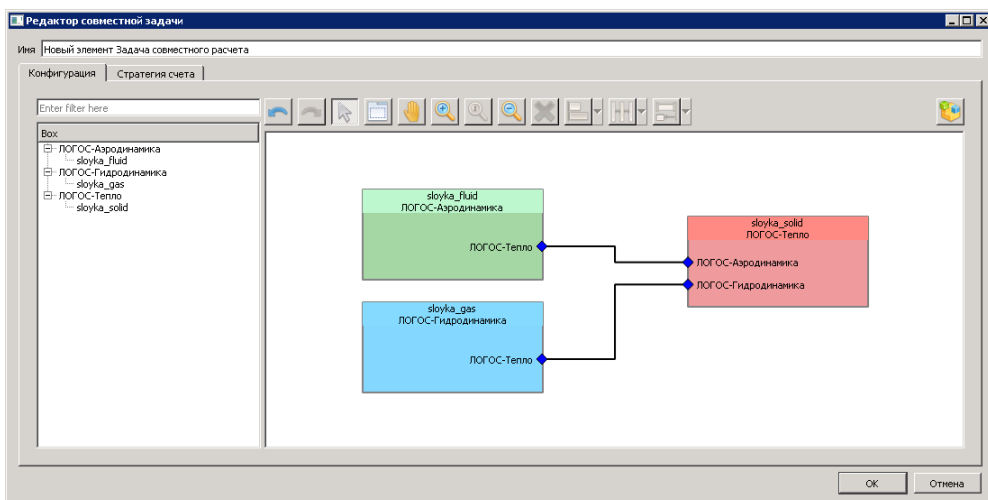 Редактор совместной задачи
Имя Новый элемент Задача совместного расчета
Конфигурация Стратегия счета
Enter filter here
Box
ЛОГОС-Аэродинамика
sloyka_fluid
ЛОГОС-Гидродинамика
sloyka_gas
ЛОГОС-Тепло
sloyka_solid
sloyka_fluid
ЛОГОС-Аэродинамика
ЛОГОС-Тепло
sloyka_gas
ЛОГОС-Гидродинамика
ЛОГОС-Тепло
sloyka_solid
ЛОГОС-Тепло
ЛОГОС-Аэродинамика
ЛОГОС-Гидродинамика
OK Отмена